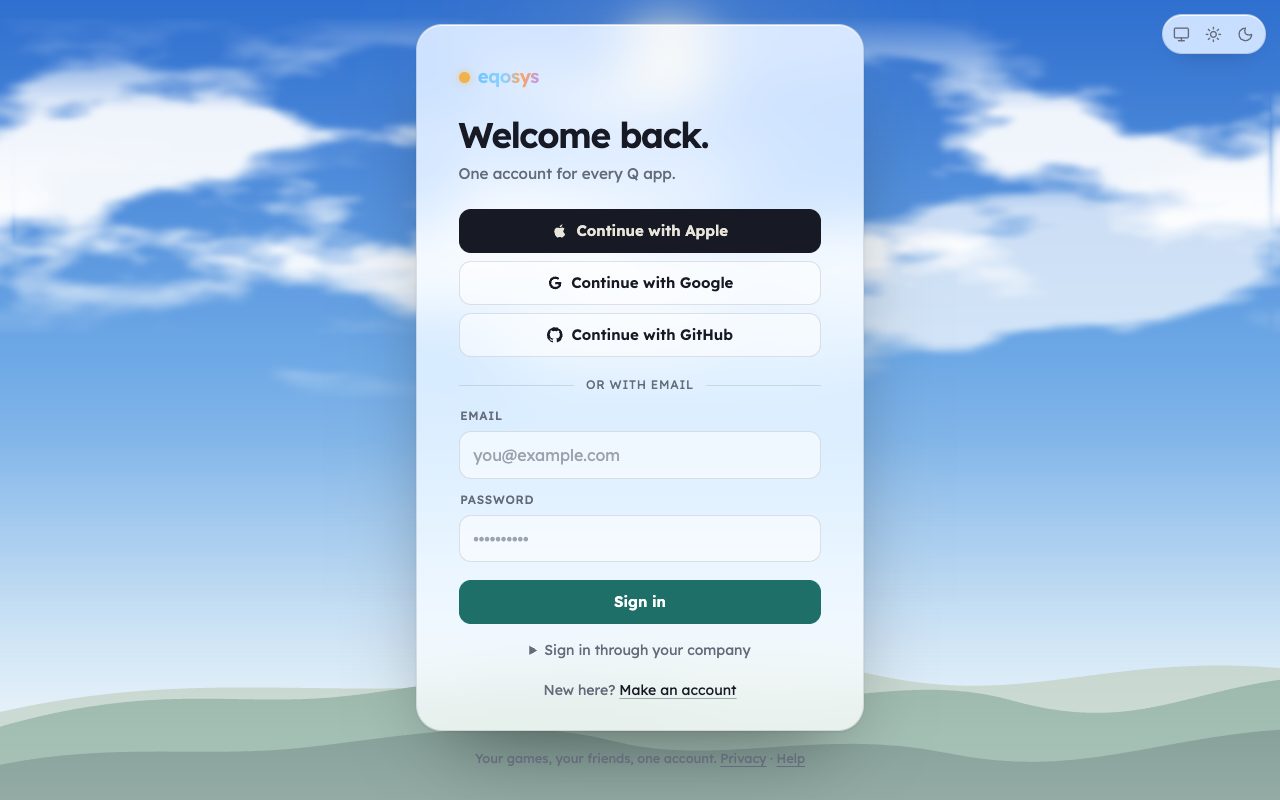 eqosys
Welcome back.
One account for every Q app.
Continue with Apple
Continue with Google
Continue with GitHub
OR WITH EMAIL
EMAIL
you@example.com
PASSWORD
••••••••••
Sign in
Sign in through your company
New here? Make an account
Your games, your friends, one account. Privacy · Help